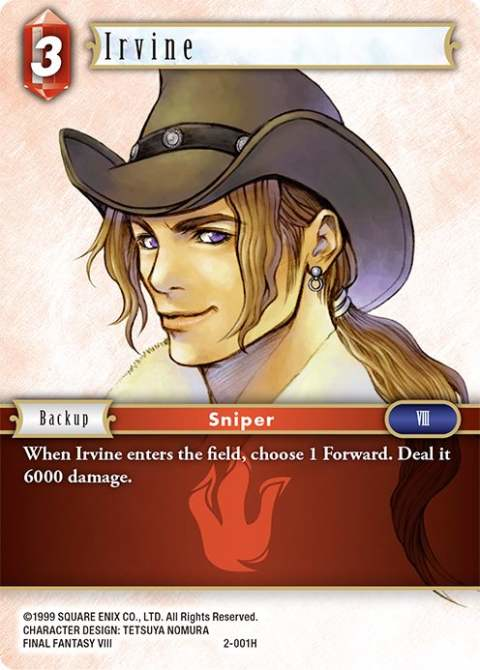 3
Irvine
Backup
Sniper
VIII
When Irvine enters the field, choose 1 Forward. Deal it
6000 damage.
©1999 SQUARE ENIX CO., LTD. All Rights Reserved.
CHARACTER DESIGN: TETSUYA NOMURA
FINAL FANTASY VIII
2-001H